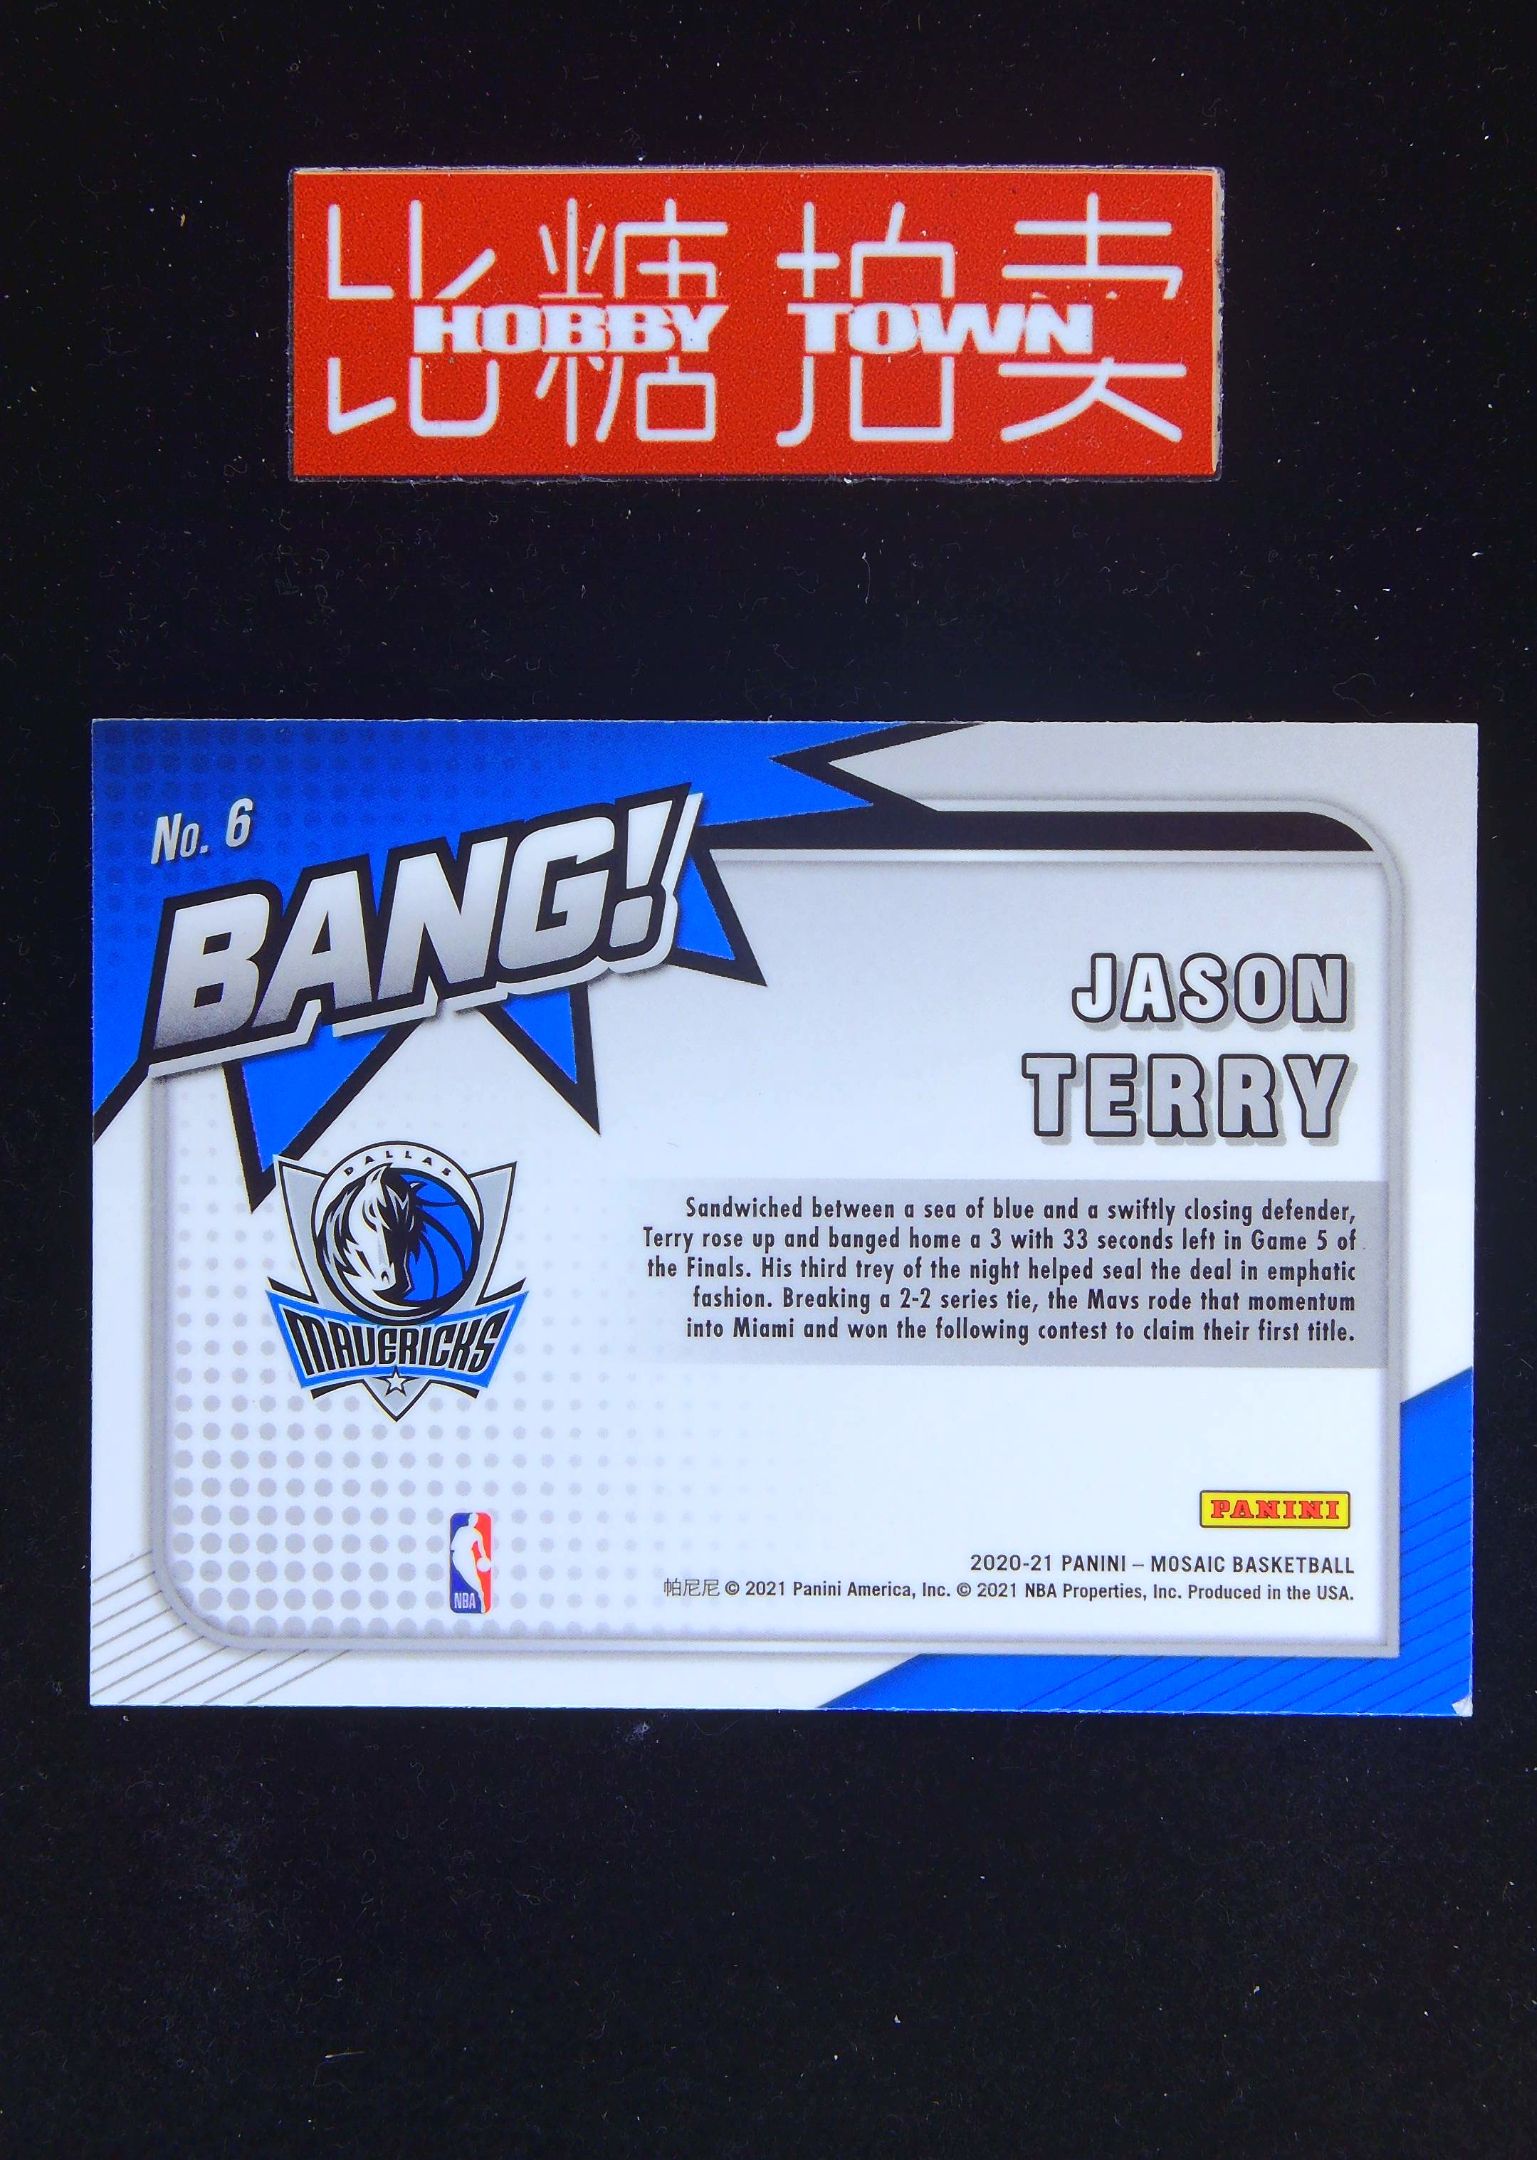 比糖拍卖
HOBBY TOWN
No. 6
BANG!
JASON
TERRY
DALLAS
MAVERICKS
Sandwiched between a sea of blue and a swiftly closing defender,
Terry rose up and banged home a 3 with 33 seconds left in Game 5 of
the Finals. His third trey of the night helped seal the deal in emphatic
fashion. Breaking a 2-2 series tie, the Mavs rode that momentum
into Miami and won the following contest to claim their first title.
PANINI
2020-21 PANINI – MOSAIC BASKETBALL
帕尼尼 © 2021 Panini America, Inc. © 2021 NBA Properties, Inc. Produced in the USA.
NBA